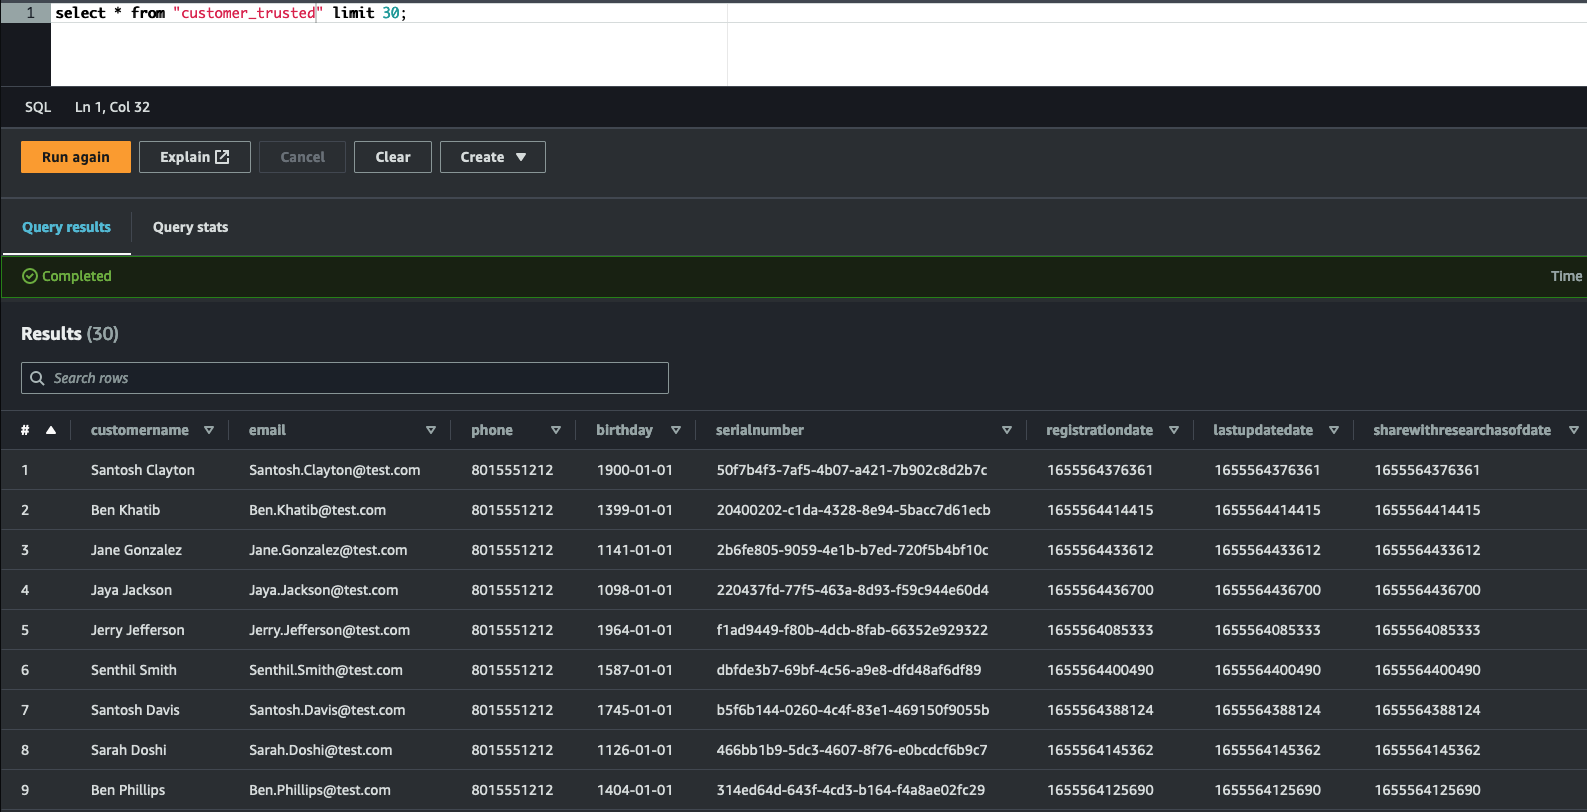 1 select * from "customer_trusted" limit 30;
SQL Ln 1, Col 32
Run again Explain Cancel Clear Create
Query results Query stats
Completed Time
Results (30)
Search rows
# customername email phone birthday serialnumber registrationdate lastupdatedate sharewithresearchasofdate
1 Santosh Clayton Santosh.Clayton@test.com 8015551212 1900-01-01 50f7b4f3-7af5-4b07-a421-7b902c8d2b7c 1655564376361 1655564376361 1655564376361
2 Ben Khatib Ben.Khatib@test.com 8015551212 1399-01-01 20400202-c1da-4328-8e94-5bacc7d61ecb 1655564414415 1655564414415 1655564414415
3 Jane Gonzalez Jane.Gonzalez@test.com 8015551212 1141-01-01 2b6fe805-9059-4e1b-b7ed-720f5b4bf10c 1655564433612 1655564433612 1655564433612
4 Jaya Jackson Jaya.Jackson@test.com 8015551212 1098-01-01 220437fd-77f5-463a-8d93-f59c944e60d4 1655564436700 1655564436700 1655564436700
5 Jerry Jefferson Jerry.Jefferson@test.com 8015551212 1964-01-01 f1ad9449-f80b-4dcb-8fab-66352e929322 1655564085333 1655564085333 1655564085333
6 Senthil Smith Senthil.Smith@test.com 8015551212 1587-01-01 dbfde3b7-69bf-4c56-a9e8-dfd48af6df89 1655564400490 1655564400490 1655564400490
7 Santosh Davis Santosh.Davis@test.com 8015551212 1745-01-01 b5f6b144-0260-4c4f-83e1-469150f9055b 1655564388124 1655564388124 1655564388124
8 Sarah Doshi Sarah.Doshi@test.com 8015551212 1126-01-01 466bb1b9-5dc3-4607-8f76-e0bcdcf6b9c7 1655564145362 1655564145362 1655564145362
9 Ben Phillips Ben.Phillips@test.com 8015551212 1404-01-01 314ed64d-643f-4cd3-b164-f4a8ae02fc29 1655564125690 1655564125690 1655564125690